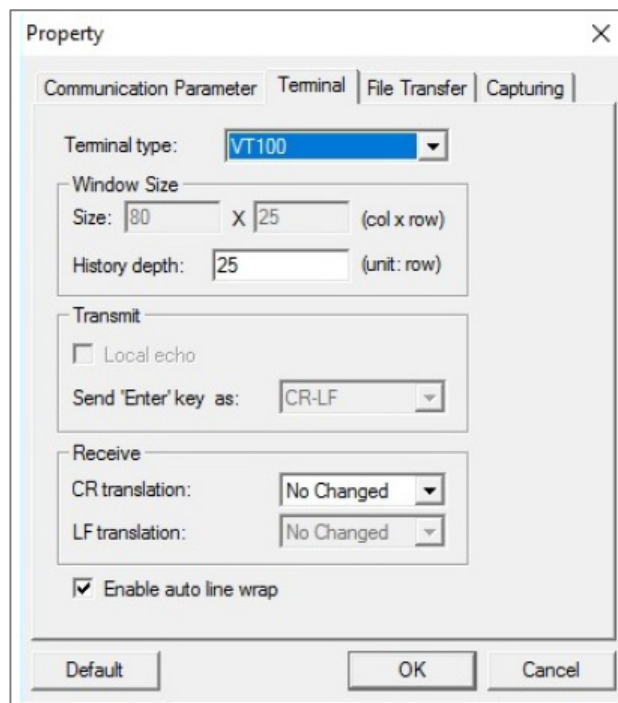 Property
Communication Parameter Terminal File Transfer Capturing
Terminal type: VT100
Window Size
Size: 80 X 25 (col x row)
History depth: 25 (unit: row)
Transmit
Local echo
Send 'Enter' key as: CR-LF
Receive
CR translation: No Changed
LF translation: No Changed
Enable auto line wrap
Default OK Cancel